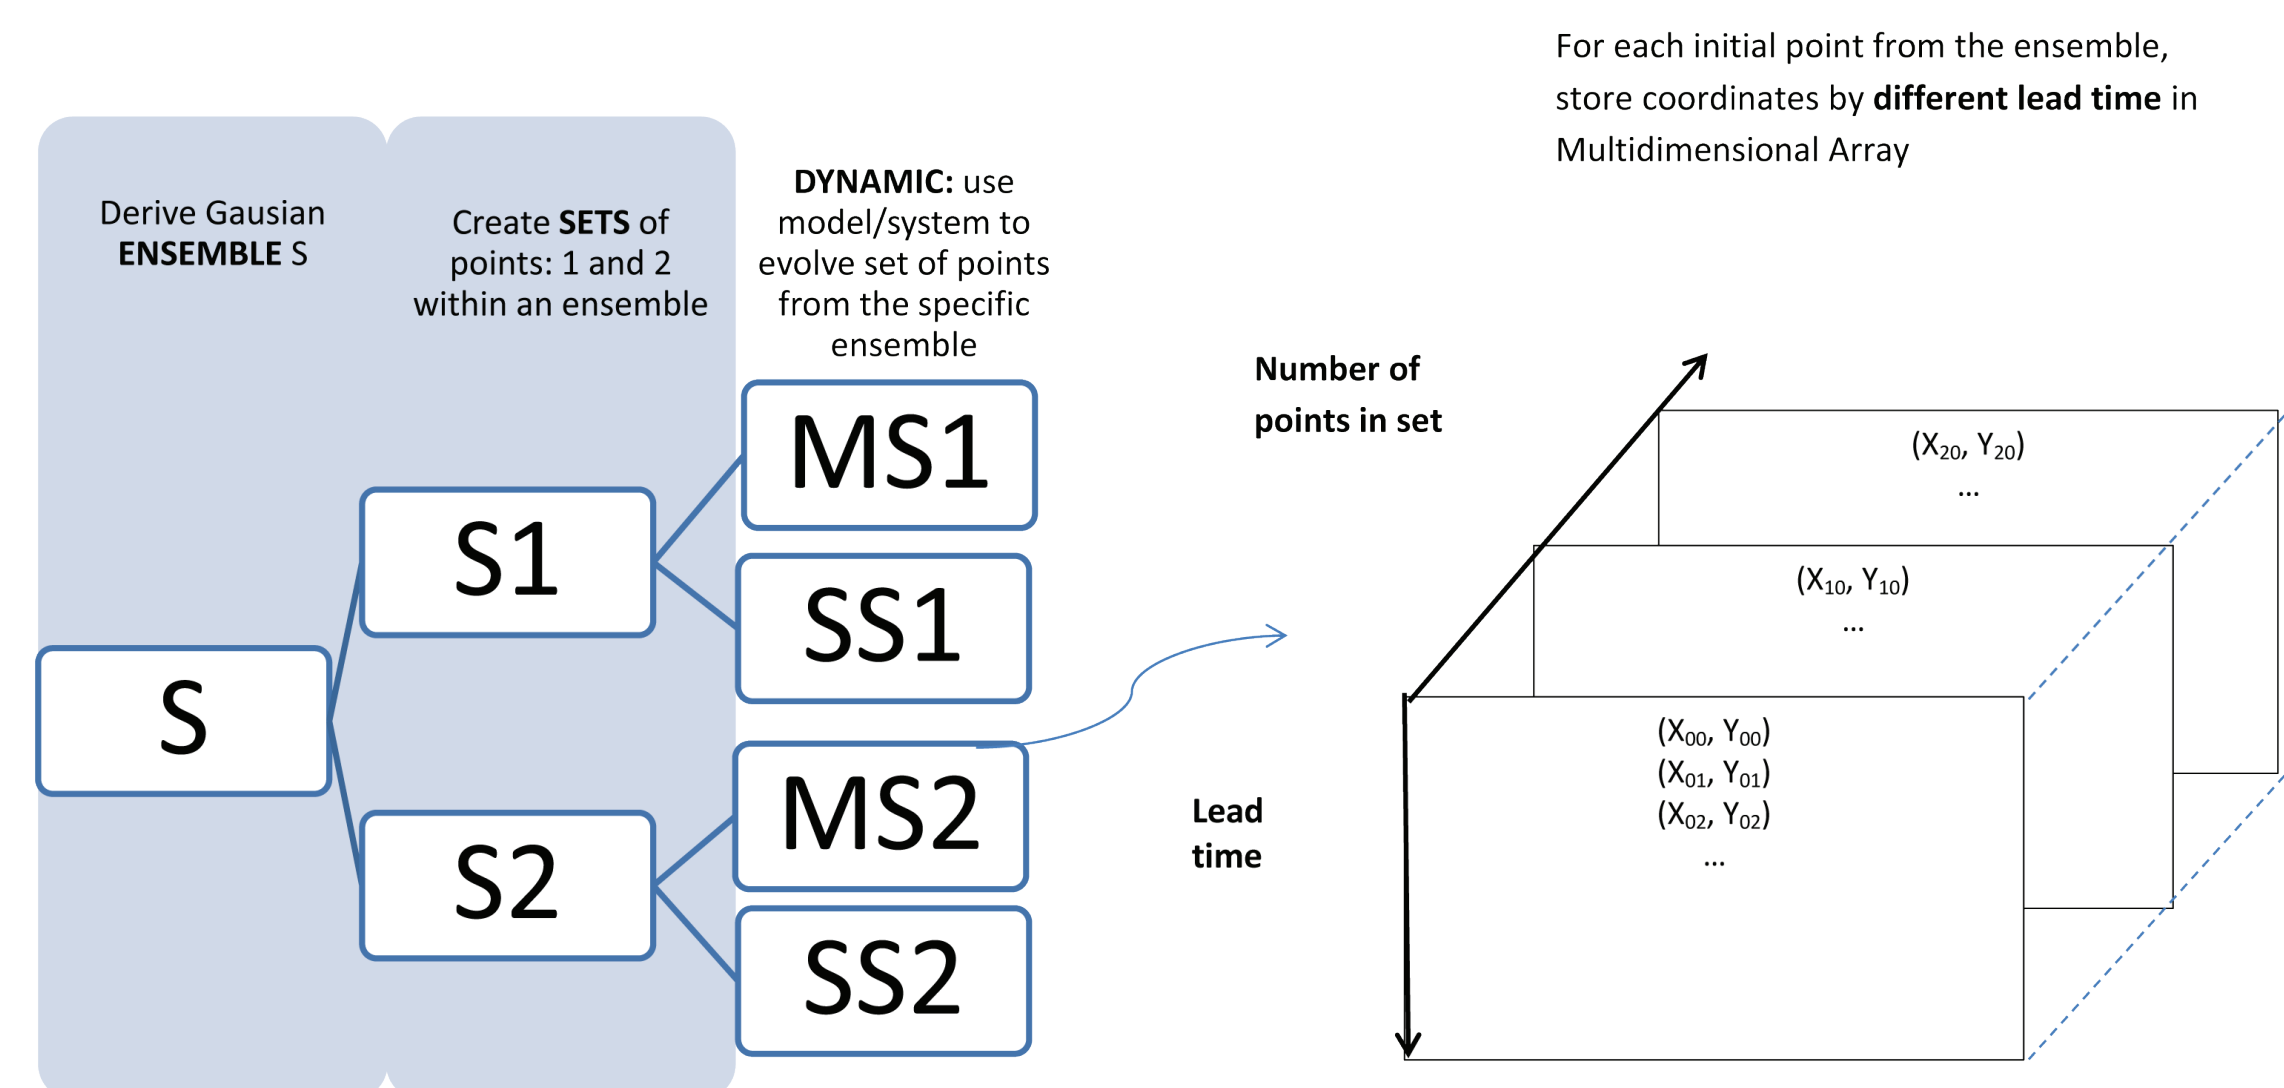 For each initial point from the ensemble,
store coordinates by different lead time in
Multidimensional Array
Derive Gausian
ENSEMBLE S
Create SETS of
points: 1 and 2
within an ensemble
DYNAMIC: use
model/system to
evolve set of points
from the specific
ensemble
S
S1
S2
MS1
SS1
MS2
SS2
Number of
points in set
Lead
time
(X₂₀, Y₂₀)
...
(X₁₀, Y₁₀)
...
(X₀₀, Y₀₀)
(X₀₁, Y₀₁)
(X₀₂, Y₀₂)
...